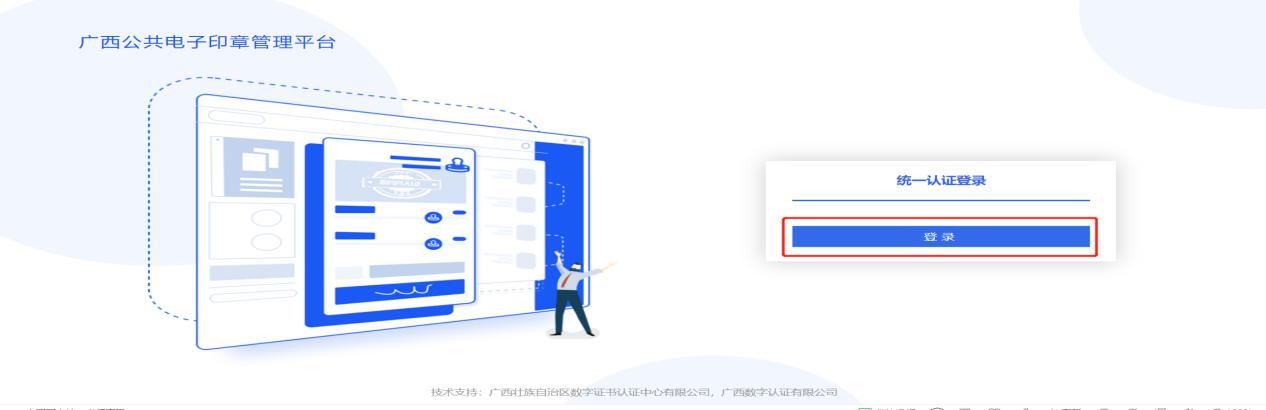 广西公共电子印章管理平台
统一认证登录
登 录
技术支持：广西壮族自治区数字证书认证中心有限公司，广西数字认证有限公司